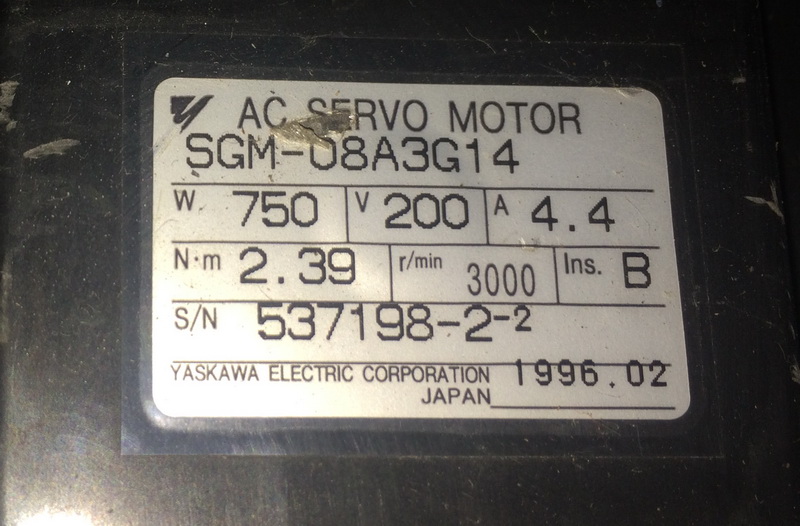 AC SERVO MOTOR
SGM-08A3G14
W 750 V 200 A 4.4
N·m 2.39 r/min 3000 Ins. B
S/N 537198-2-2
YASKAWA ELECTRIC CORPORATION 1996.02
JAPAN